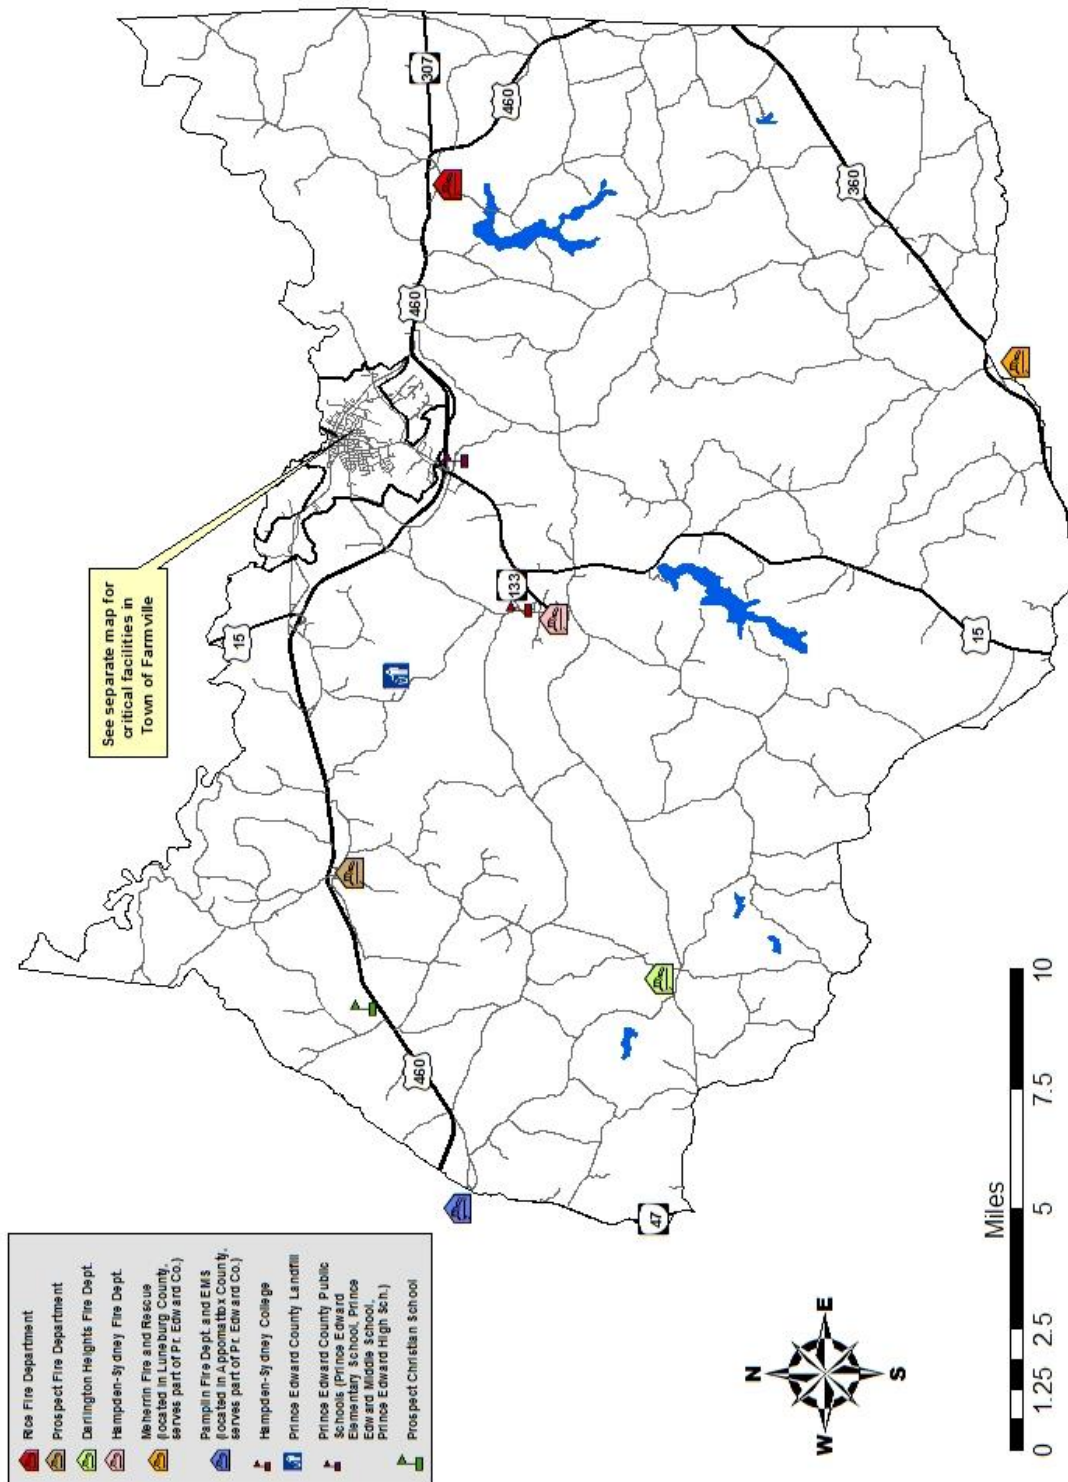 See separate map for
critical facilities in
Town of Farmville
307
460
460
360
15
133
15
460
47
Rice Fire Department
Prospect Fire Department
Darlington Heights Fire Dept.
Hampden-Sydney Fire Dept.
Meherrin Fire and Rescue
(located in Lunenburg County,
serves part of Pr. Edward Co.)
Pamplin Fire Dept. and EMS
(located in Appomattox County,
serves part of Pr. Edward Co.)
Hampden-Sydney College
Prince Edward County Landfill
Prince Edward County Public
Schools (Prince Edward
Elementary School, Prince
Edward Middle School,
Prince Edward High Sch.)
Prospect Christian School
N
W
E
S
Miles
0 1.25 2.5 5 7.5 10